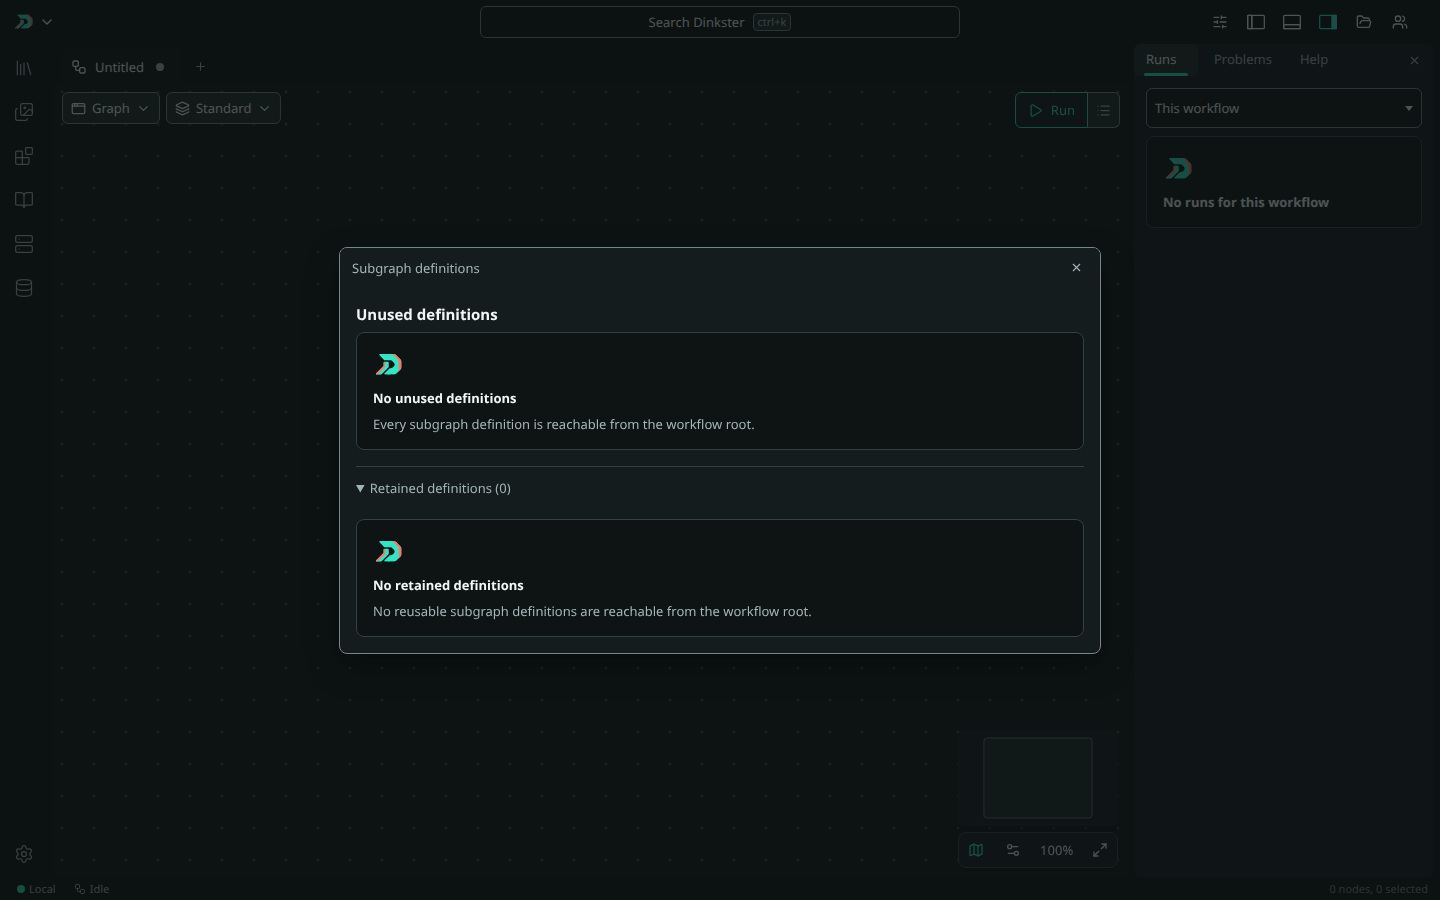 Search Dinkster ctrl+k
Untitled
Runs Problems Help
Graph Standard
Run
This workflow
No runs for this workflow
Subgraph definitions
Unused definitions
No unused definitions
Every subgraph definition is reachable from the workflow root.
Retained definitions (0)
No retained definitions
No reusable subgraph definitions are reachable from the workflow root.
100%
Local Idle
0 nodes, 0 selected